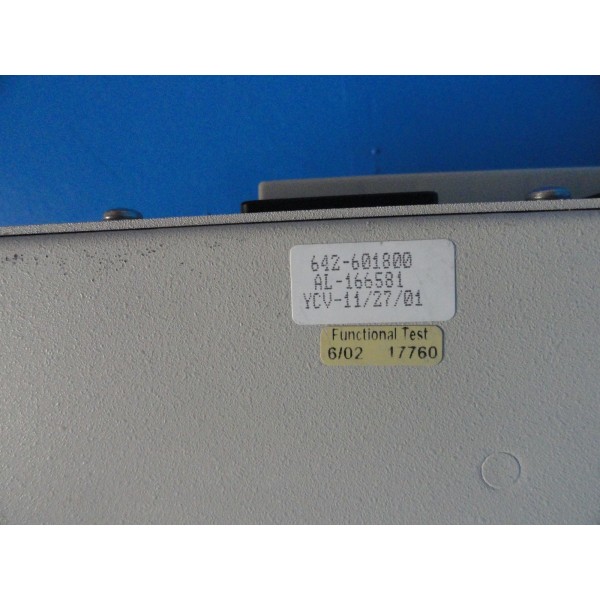 642-601800
AL-166581
YCV-11/27/01
Functional Test
6/02 17760